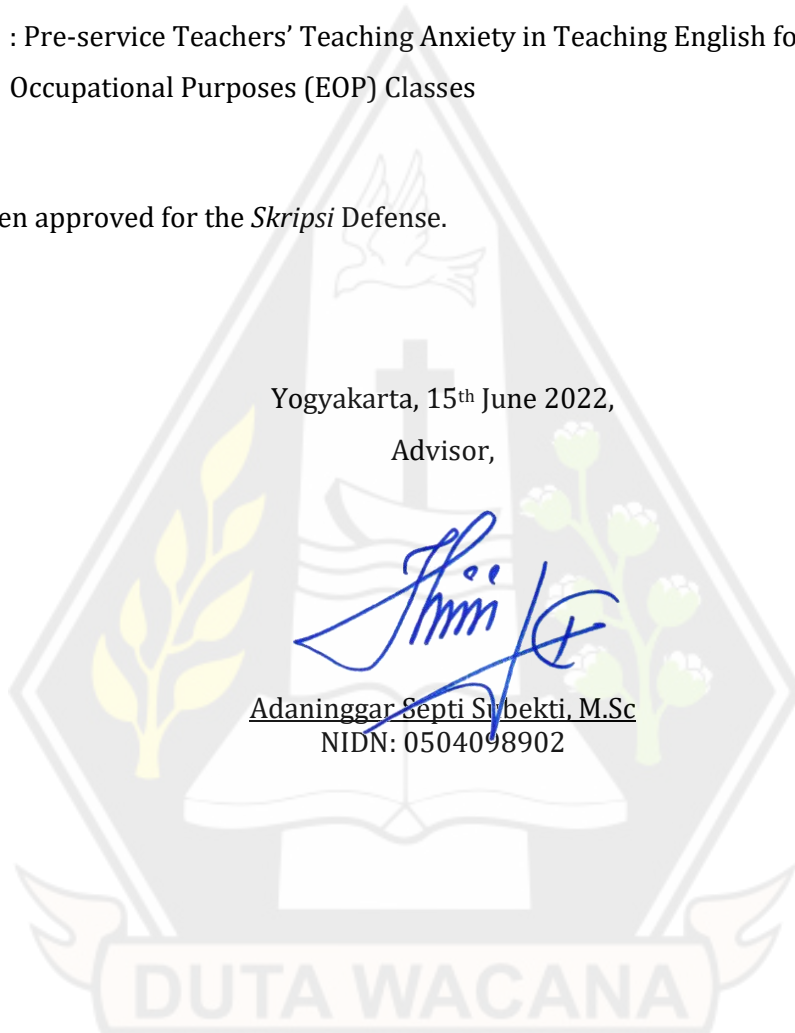 : Pre-service Teachers’ Teaching Anxiety in Teaching English fo
Occupational Purposes (EOP) Classes
en approved for the Skripsi Defense.
Yogyakarta, 15th June 2022,
Advisor,
Adaninggar Septi Subekti, M.Sc
NIDN: 0504098902
DUTA WACANA